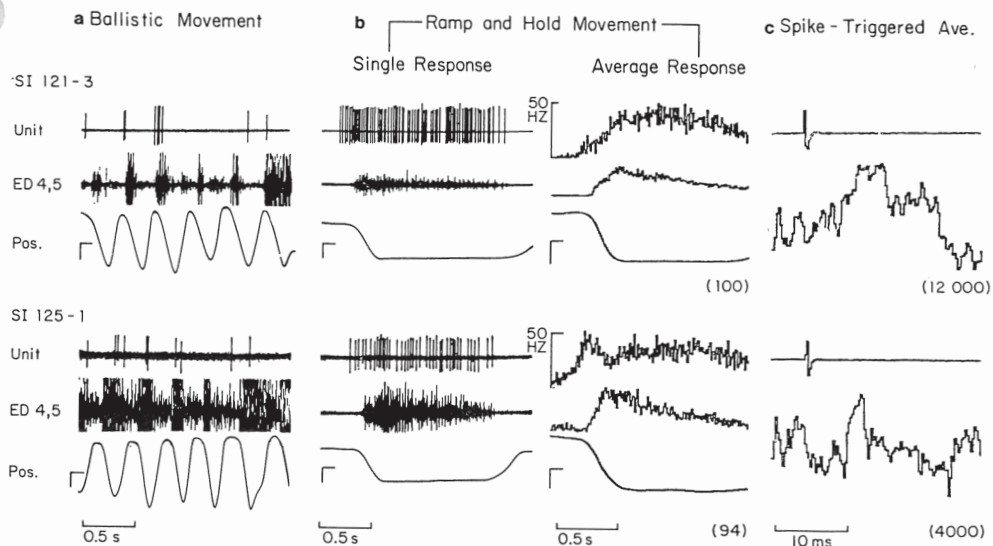 a Ballistic Movement
b Ramp and Hold Movement
c Spike-Triggered Ave.
Single Response
Average Response
SI 121-3
Unit
50
HZ
ED 4,5
Pos.
(100)
(12 000)
SI 125-1
Unit
50
HZ
ED 4,5
Pos.
0.5 s
0.5 s
0.5 s
(94)
10 ms
(4000)